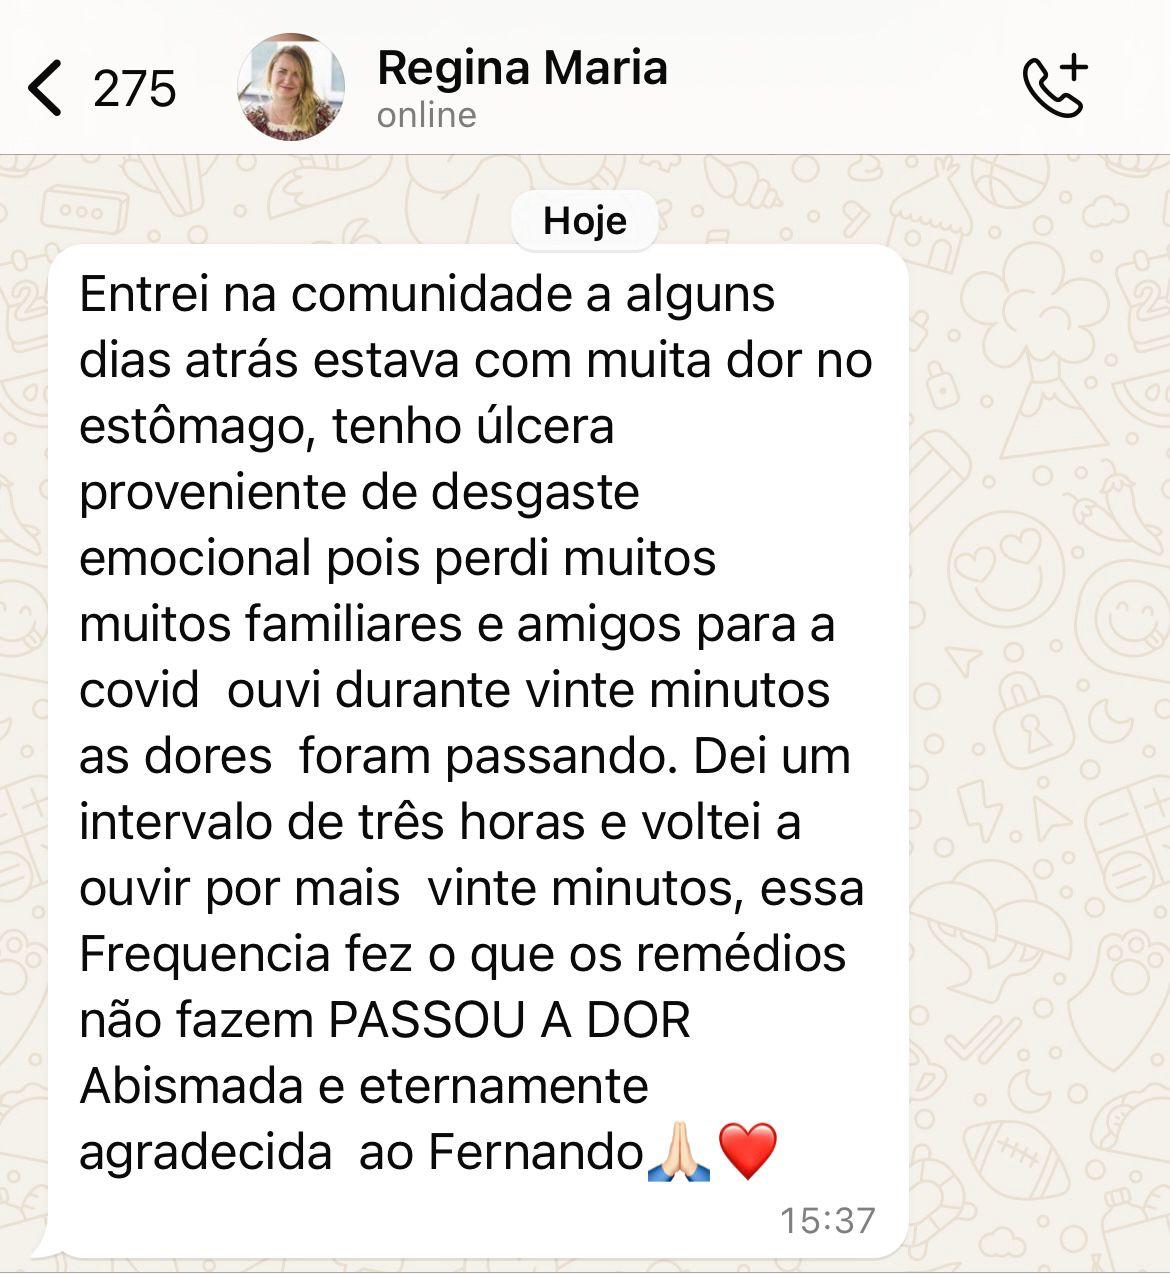 275
Regina Maria
online
Hoje
Entrei na comunidade a alguns
dias atrás estava com muita dor no
estômago, tenho úlcera
proveniente de desgaste
emocional pois perdi muitos
muitos familiares e amigos para a
covid  ouvi durante vinte minutos
as dores  foram passando. Dei um
intervalo de três horas e voltei a
ouvir por mais  vinte minutos, essa
Frequencia fez o que os remédios
não fazem PASSOU A DOR
Abismada e eternamente
agradecida  ao Fernando🙏🏻❤️
15:37